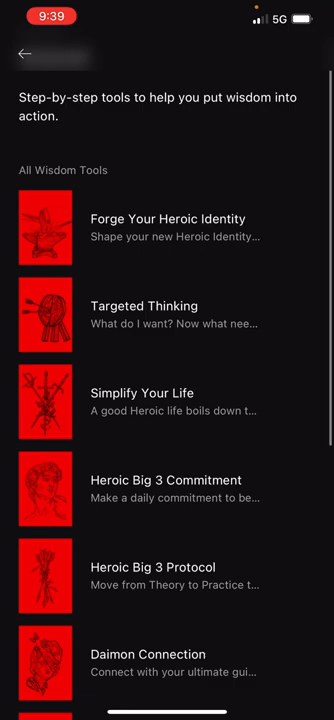 9:39
5G
Step-by-step tools to help you put wisdom into
action.
All Wisdom Tools
Forge Your Heroic Identity
Shape your new Heroic Identity...
Targeted Thinking
What do I want? Now what nee...
Simplify Your Life
A good Heroic life boils down t...
Heroic Big 3 Commitment
Make a daily commitment to be...
Heroic Big 3 Protocol
Move from Theory to Practice t...
Daimon Connection
Connect with your ultimate gui...